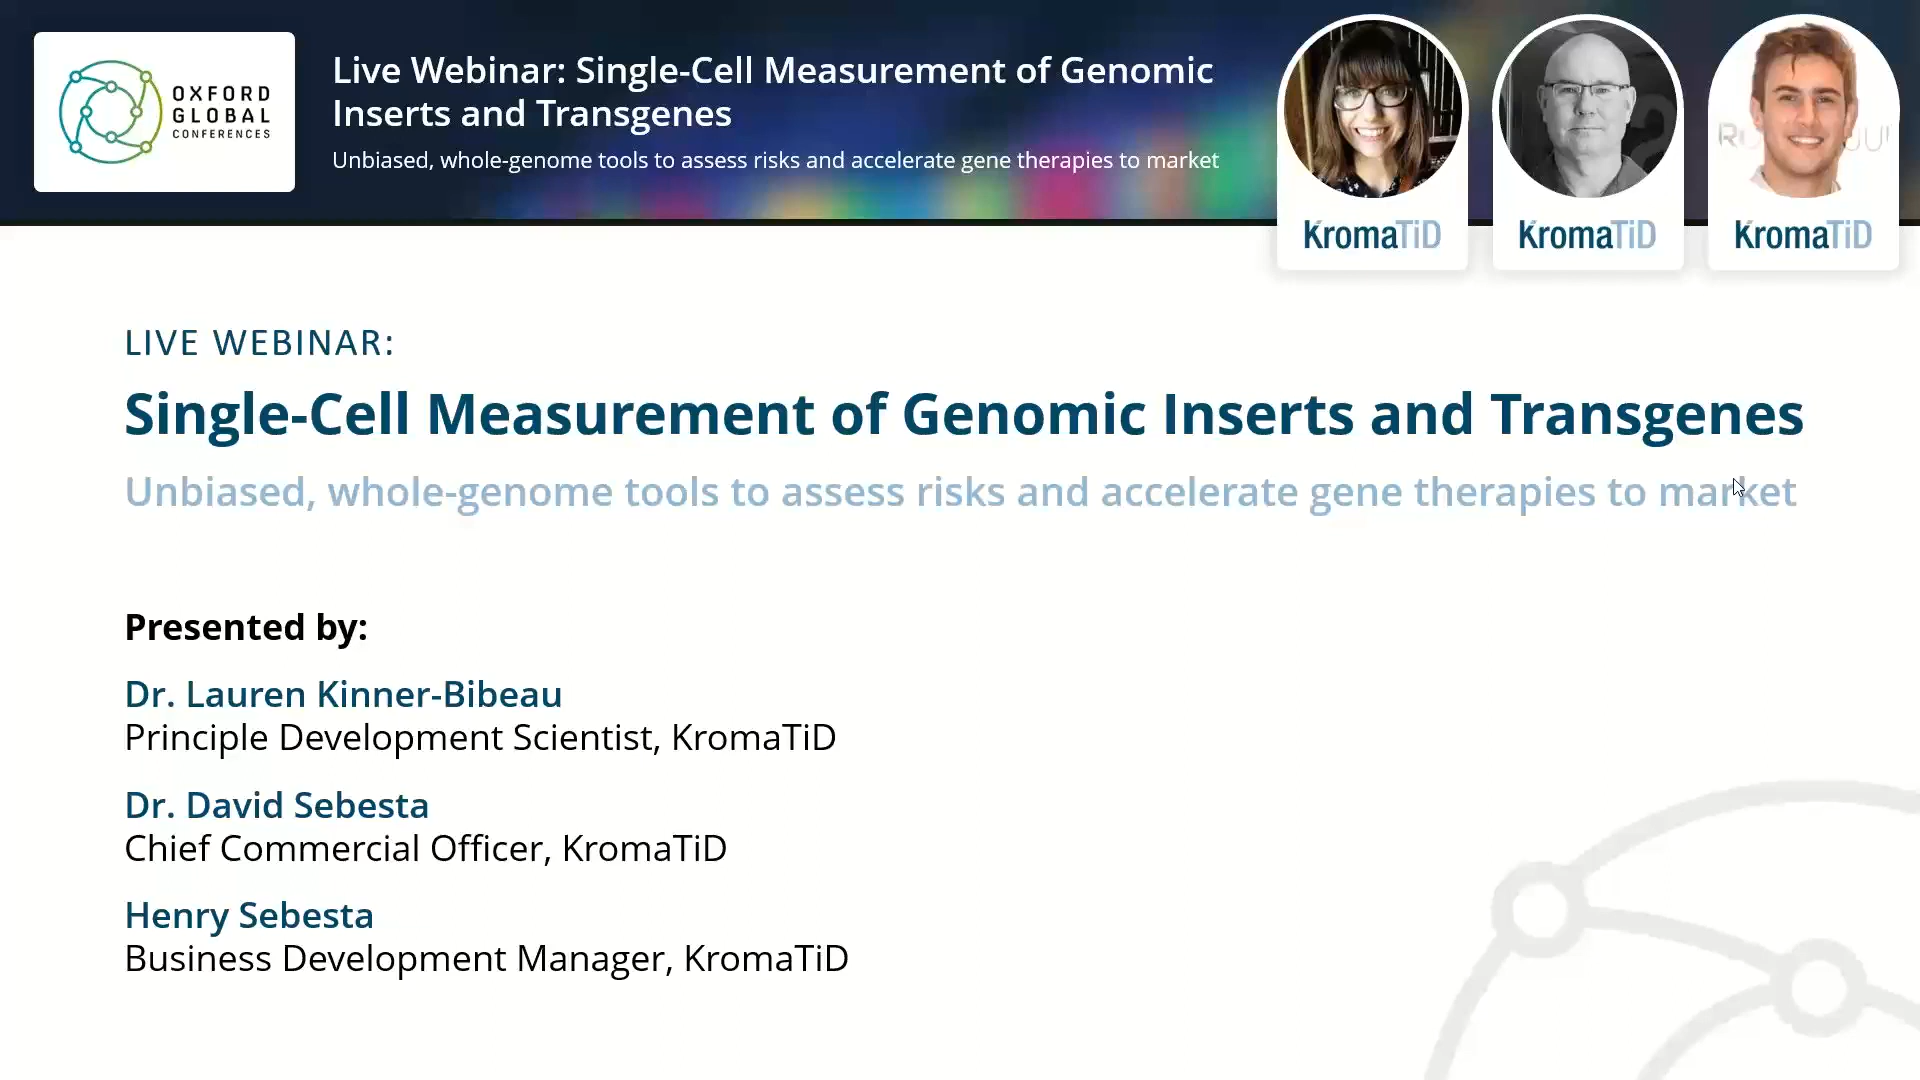 OXFORD
GLOBAL
CONFERENCES
Live Webinar: Single-Cell Measurement of Genomic
Inserts and Transgenes
Unbiased, whole-genome tools to assess risks and accelerate gene therapies to market
KromaTiD
KromaTiD
KromaTiD
LIVE WEBINAR:
Single-Cell Measurement of Genomic Inserts and Transgenes
Unbiased, whole-genome tools to assess risks and accelerate gene therapies to market
Presented by:
Dr. Lauren Kinner-Bibeau
Principle Development Scientist, KromaTiD
Dr. David Sebesta
Chief Commercial Officer, KromaTiD
Henry Sebesta
Business Development Manager, KromaTiD